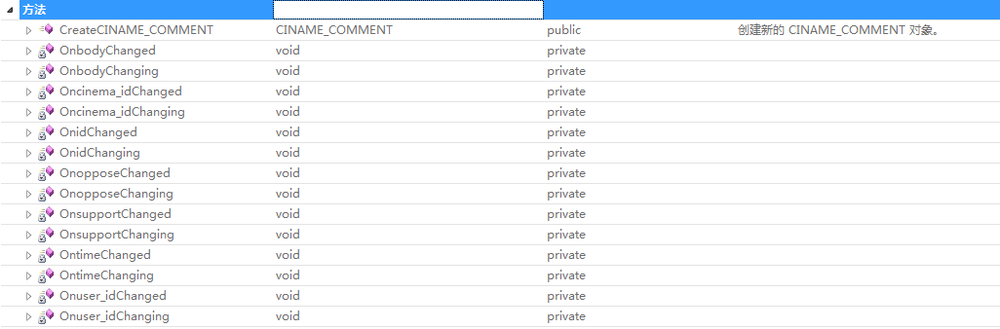 方法
CreateCINAME_COMMENT CINAME_COMMENT public 创建新的 CINAME_COMMENT 对象。
OnbodyChanged void private
OnbodyChanging void private
Oncinema_idChanged void private
Oncinema_idChanging void private
OnidChanged void private
OnidChanging void private
OnopposeChanged void private
OnopposeChanging void private
OnsupportChanged void private
OnsupportChanging void private
OntimeChanged void private
OntimeChanging void private
Onuser_idChanged void private
Onuser_idChanging void private